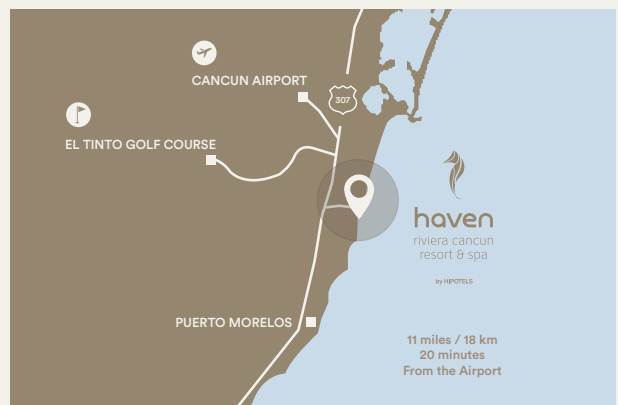 CANCUN AIRPORT
307
EL TINTO GOLF COURSE
haven
riviera cancun
resort & spa
by HIPOTELS
PUERTO MORELOS
11 miles / 18 km
20 minutes
From the Airport